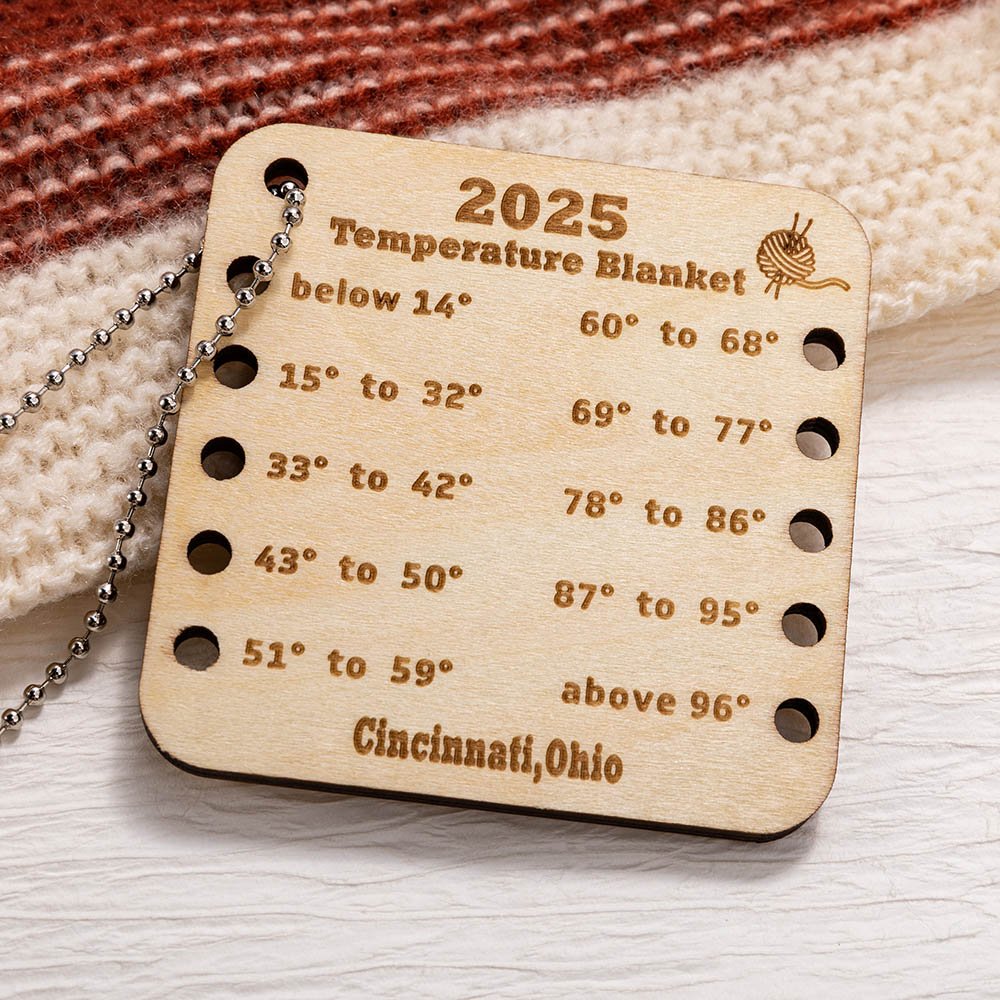 2025
Temperature Blanket
below 14°
15° to 32°
33° to 42°
43° to 50°
51° to 59°
60° to 68°
69° to 77°
78° to 86°
87° to 95°
above 96°
Cincinnati,Ohio